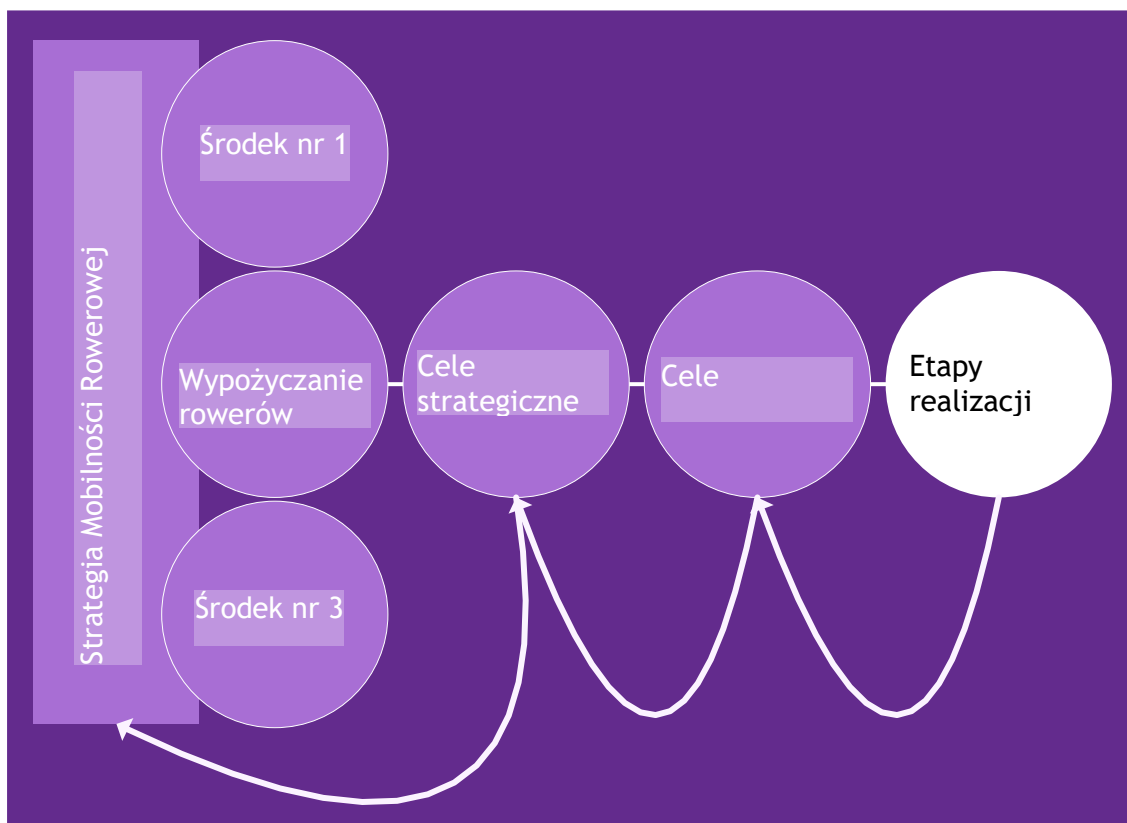 Strategia Mobilności Rowerowej
Środek nr 1
Wypożyczanie
rowerów
Środek nr 3
Cele
strategiczne
Cele
Etapy
realizacji